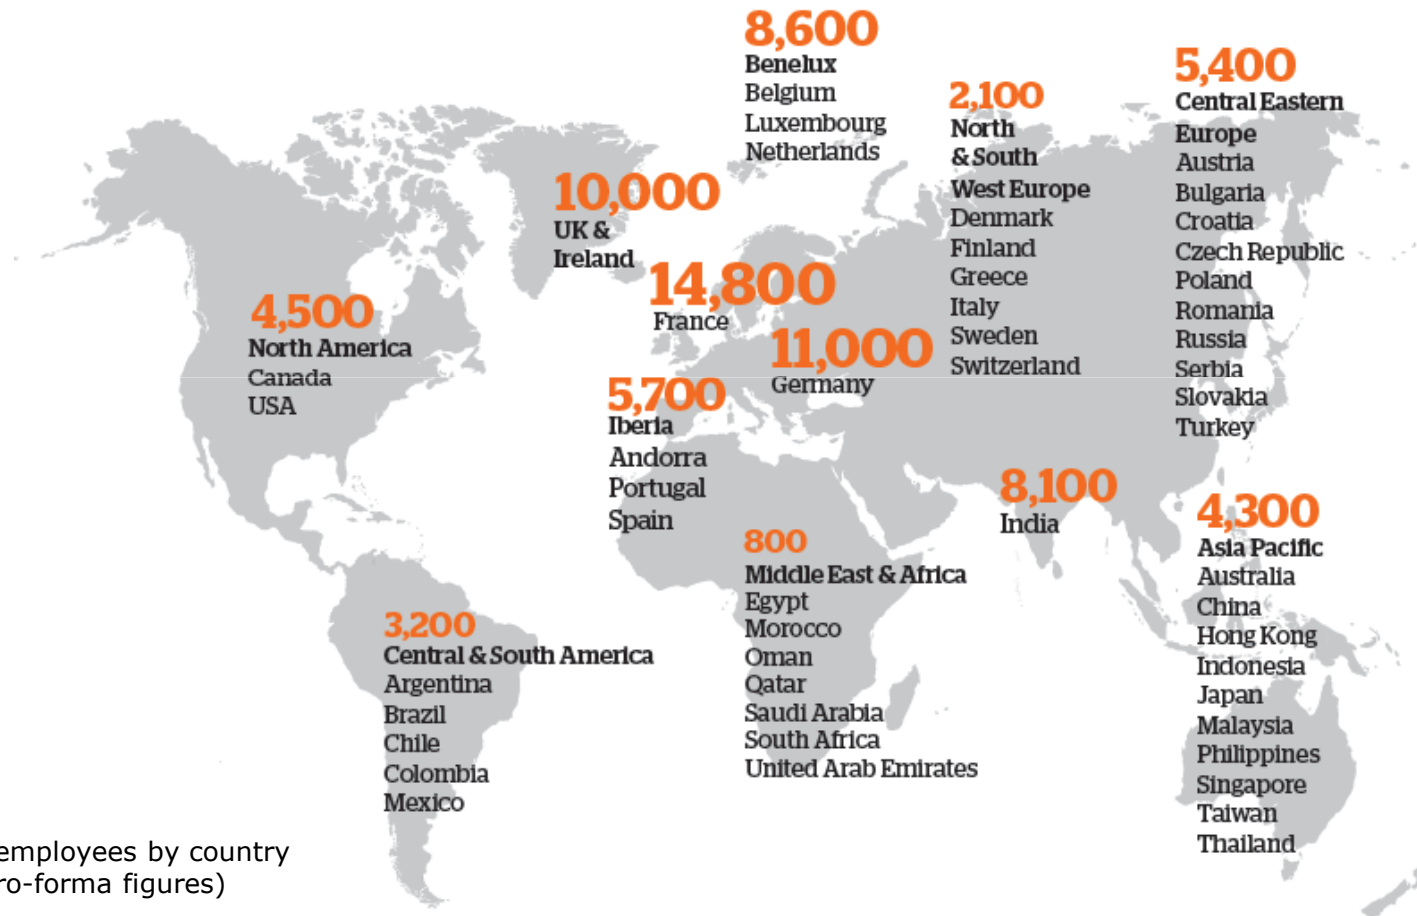 8,600
Benelux
Belgium
Luxembourg
Netherlands
2,100
North
& South
West Europe
Denmark
Finland
Greece
Italy
Sweden
Switzerland
5,400
Central Eastern
Europe
Austria
Bulgaria
Croatia
Czech Republic
Poland
Romania
Russia
Serbia
Slovakia
Turkey
10,000
UK &
Ireland
14,800
France
11,000
Germany
4,500
North America
Canada
USA
5,700
Iberia
Andorra
Portugal
Spain
8,100
India
4,300
Asia Pacific
Australia
China
Hong Kong
Indonesia
Japan
Malaysia
Philippines
Singapore
Taiwan
Thailand
800
Middle East & Africa
Egypt
Morocco
Oman
Qatar
Saudi Arabia
South Africa
United Arab Emirates
3,200
Central & South America
Argentina
Brazil
Chile
Colombia
Mexico
employees by country
ro-forma figures)